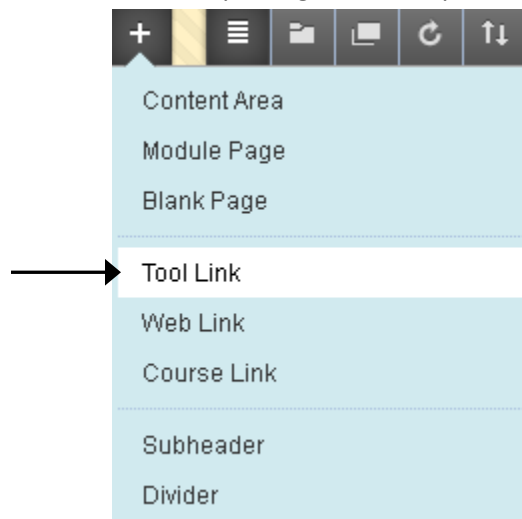 Content Area
Module Page
Blank Page
Tool Link
Web Link
Course Link
Subheader
Divider